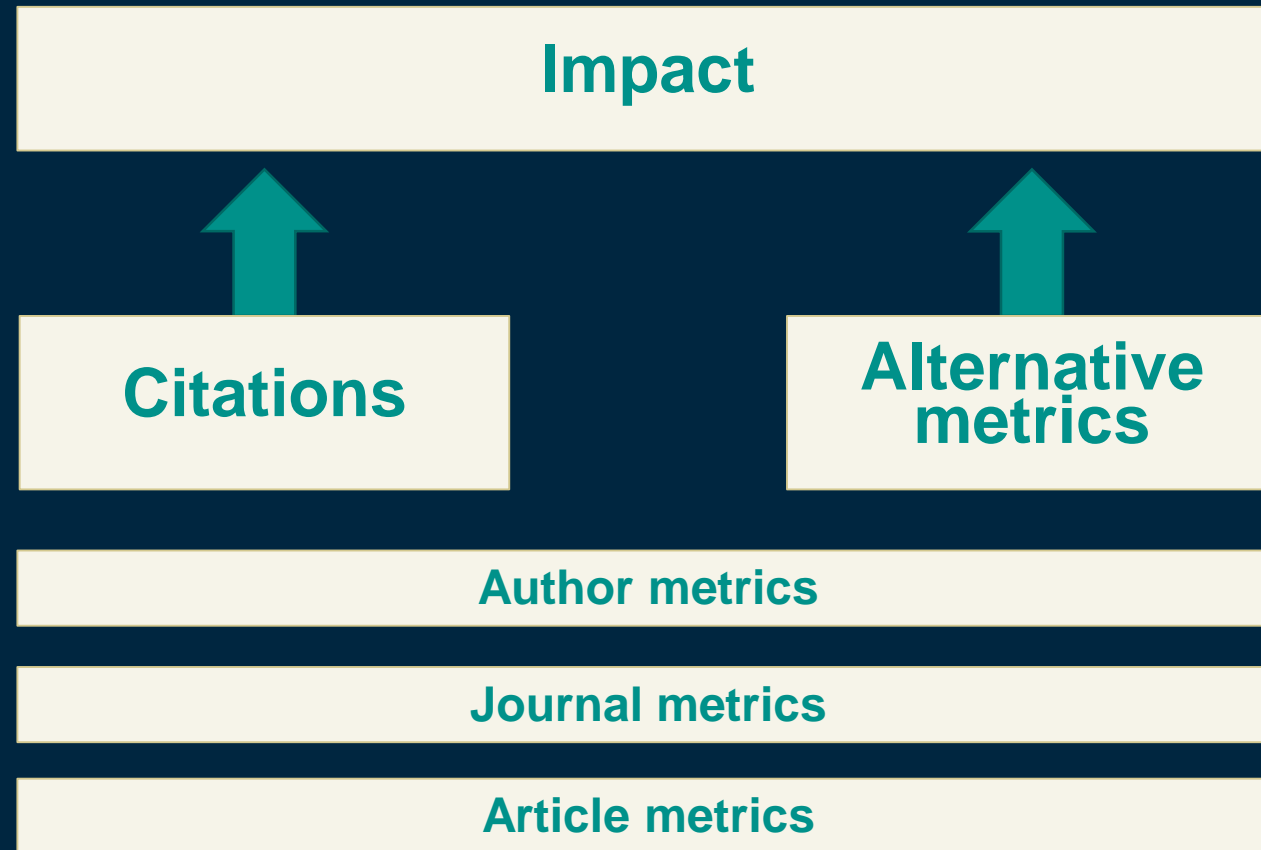 Impact
Citations
Alternative
metrics
Author metrics
Journal metrics
Article metrics